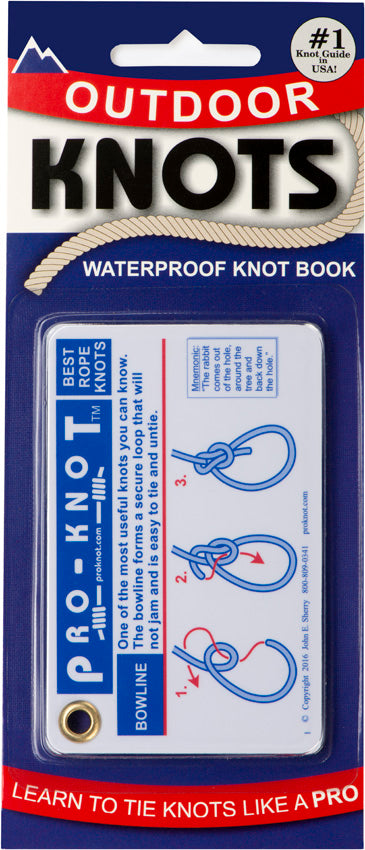 #1
Knot Guide
in
USA!
OUTDOOR
KNOTS
WATERPROOF KNOT BOOK
PRO-KNOT™
proknot.com
BEST
ROPE
KNOTS
BOWLINE
One of the most useful knots you can know.
The bowline forms a secure loop that will
not jam and is easy to tie and untie.
1.
2.
3.
Mnemonic:
"The rabbit
comes out
of the hole,
around the
tree and
back down
the hole."
1 © Copyright 2016 John E. Sherry 800-809-0341 proknot.com
LEARN TO TIE KNOTS LIKE A PRO